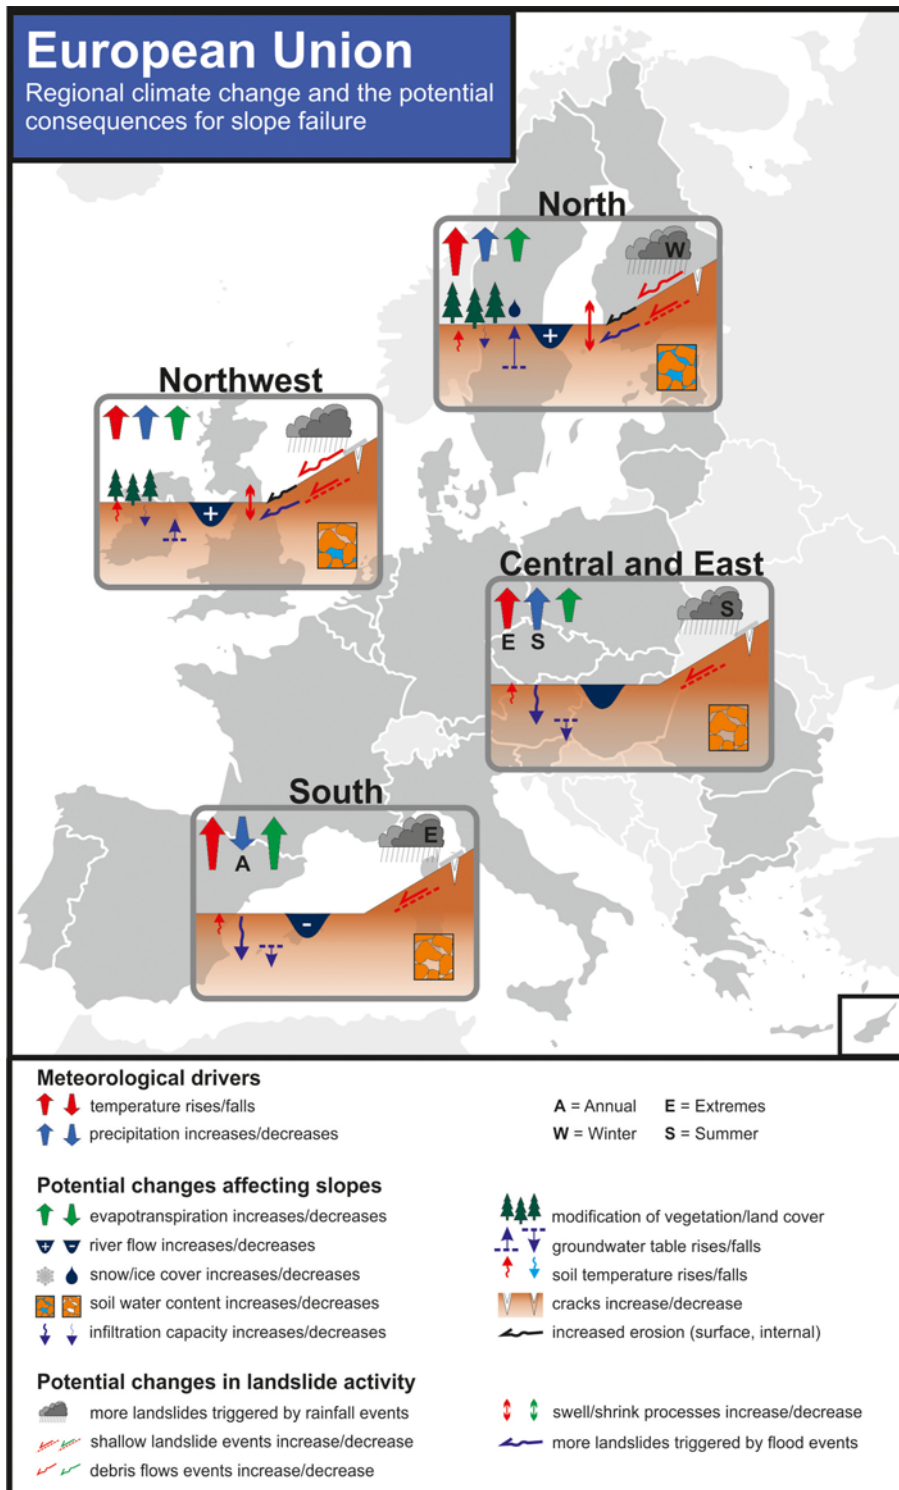 European Union
Regional climate change and the potential
consequences for slope failure
North
W
+
Northwest
+
Central and East
E S
S
South
A
E
-
Meteorological drivers
temperature rises/falls
precipitation increases/decreases
A = Annual E = Extremes
W = Winter S = Summer
Potential changes affecting slopes
evapotranspiration increases/decreases
+ - river flow increases/decreases
snow/ice cover increases/decreases
soil water content increases/decreases
infiltration capacity increases/decreases
modification of vegetation/land cover
groundwater table rises/falls
soil temperature rises/falls
cracks increase/decrease
increased erosion (surface, internal)
Potential changes in landslide activity
more landslides triggered by rainfall events
shallow landslide events increase/decrease
debris flows events increase/decrease
swell/shrink processes increase/decrease
more landslides triggered by flood events